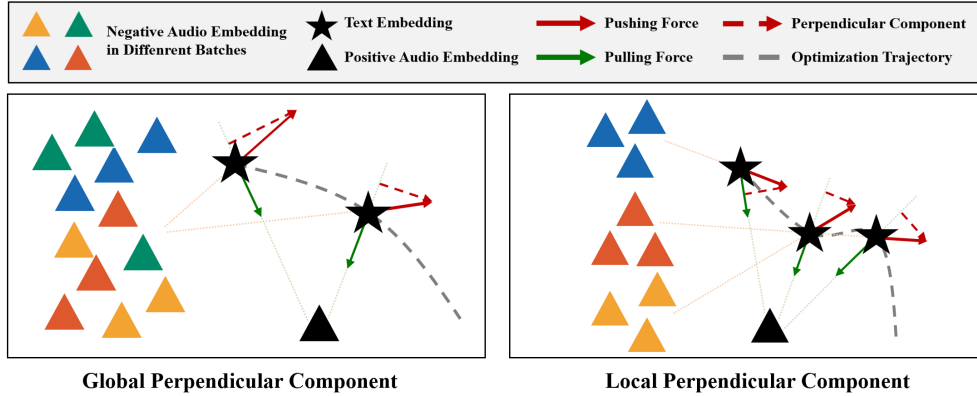 Negative Audio Embedding
in Diffenrent Batches
Text Embedding
Positive Audio Embedding
Pushing Force
Pulling Force
Perpendicular Component
Optimization Trajectory
Global Perpendicular Component
Local Perpendicular Component